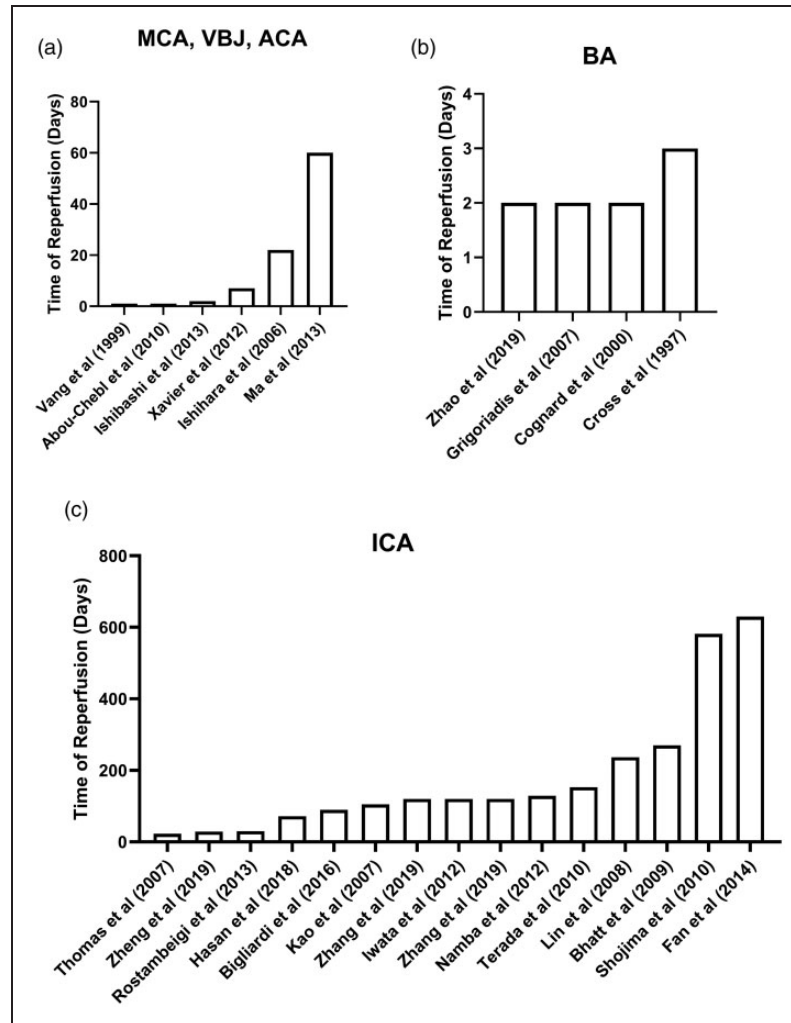 (a)
MCA, VBJ, ACA
Time of Reperfusion (Days)
80
60
40
20
0
Vang et al (1999)
Abou-Chebl et al (2010)
Ishibashi et al (2013)
Xavier et al (2012)
Ishihara et al (2006)
Ma et al (2013)
(b)
BA
Time of Reperfusion (Days)
4
3
2
1
0
Zhao et al (2019)
Grigoriadis et al (2007)
Cognard et al (2000)
Cross et al (1997)
(c)
ICA
Time of Reperfusion (Days)
800
600
400
200
0
Thomas et al (2007)
Zheng et al (2019)
Rostambeigi et al (2013)
Hasan et al (2018)
Bigliardi et al (2016)
Kao et al (2007)
Zhang et al (2019)
Iwata et al (2012)
Zhang et al (2019)
Namba et al (2012)
Terada et al (2010)
Lin et al (2008)
Bhatt et al (2009)
Shojima et al (2010)
Fan et al (2014)